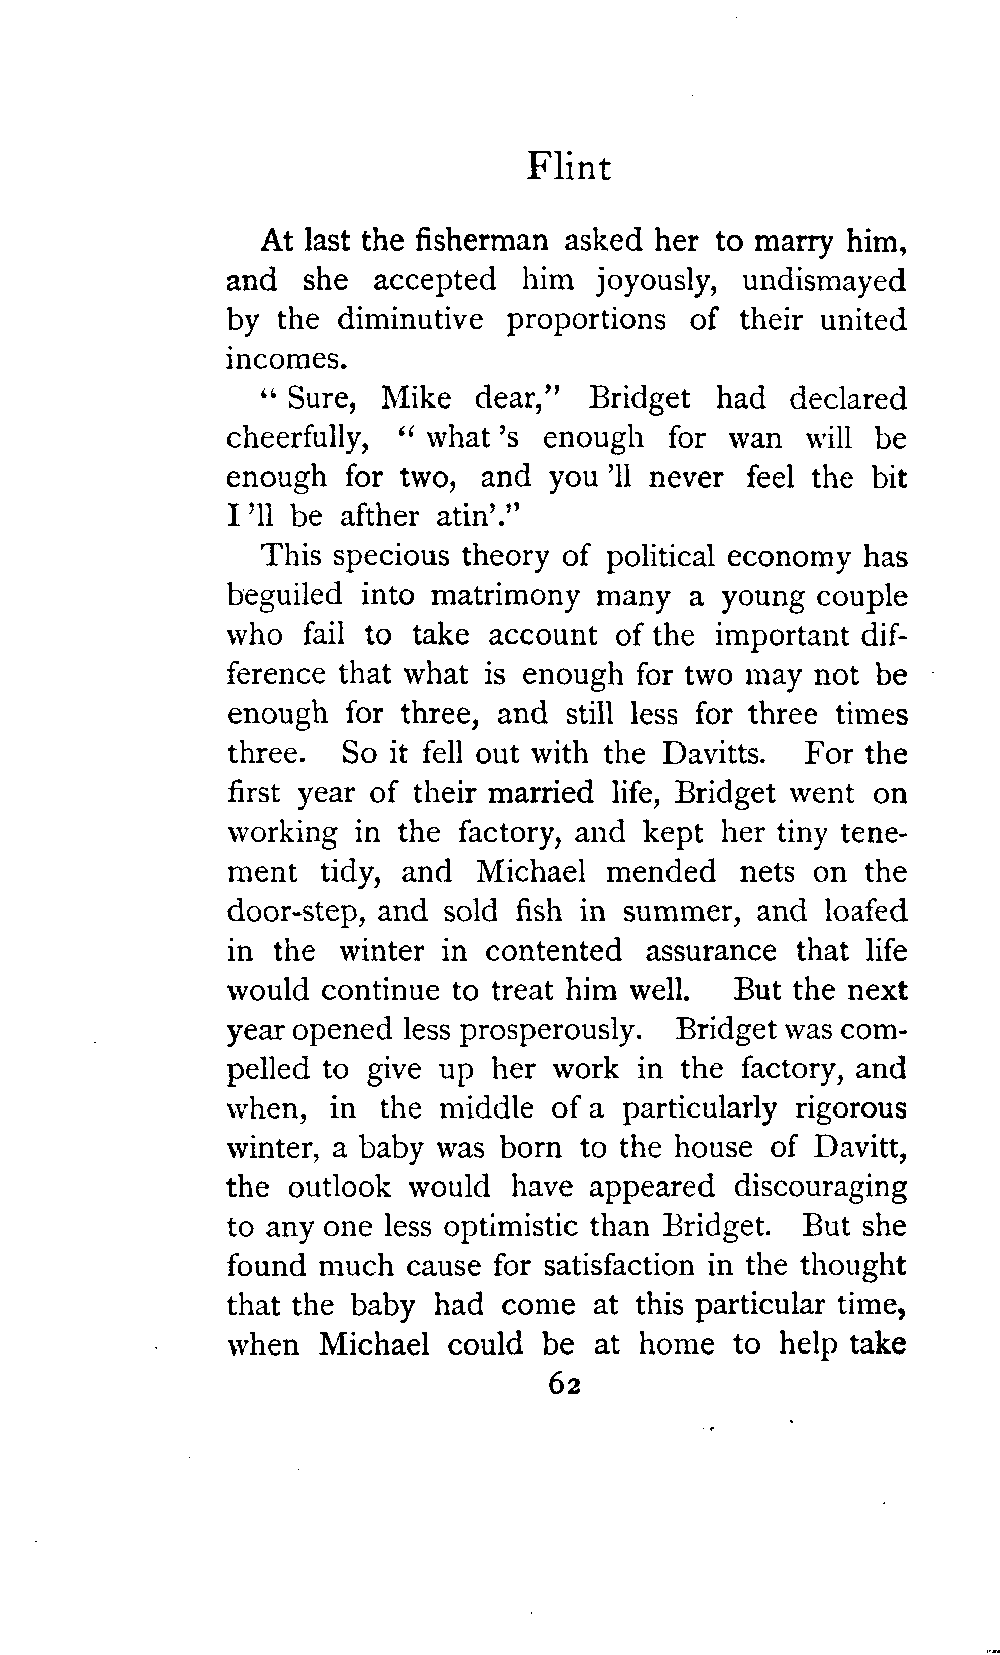 Flint
At last the fisherman asked her to marry him,
and she accepted him joyously, undismayed
by the diminutive proportions of their united
incomes.
“ Sure, Mike dear,” Bridget had declared
cheerfully, “ what ’s enough for wan will be
enough for two, and you ’ll never feel the bit
I ’ll be afther atin’.”
This specious theory of political economy has
beguiled into matrimony many a young couple
who fail to take account of the important dif-
ference that what is enough for two may not be
enough for three, and still less for three times
three. So it fell out with the Davitts. For the
first year of their married life, Bridget went on
working in the factory, and kept her tiny tene-
ment tidy, and Michael mended nets on the
door-step, and sold fish in summer, and loafed
in the winter in contented assurance that life
would continue to treat him well. But the next
year opened less prosperously. Bridget was com-
pelled to give up her work in the factory, and
when, in the middle of a particularly rigorous
winter, a baby was born to the house of Davitt,
the outlook would have appeared discouraging
to any one less optimistic than Bridget. But she
found much cause for satisfaction in the thought
that the baby had come at this particular time,
when Michael could be at home to help take
62